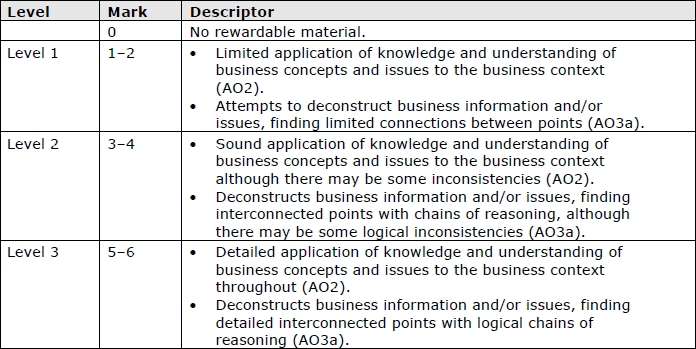 Level Mark Descriptor
0 No rewardable material.
Level 1 1–2 • Limited application of knowledge and understanding of
business concepts and issues to the business context
(AO2).
• Attempts to deconstruct business information and/or
issues, finding limited connections between points (AO3a).
Level 2 3–4 • Sound application of knowledge and understanding of
business concepts and issues to the business context
although there may be some inconsistencies (AO2).
• Deconstructs business information and/or issues, finding
interconnected points with chains of reasoning, although
there may be some logical inconsistencies (AO3a).
Level 3 5–6 • Detailed application of knowledge and understanding of
business concepts and issues to the business context
throughout (AO2).
• Deconstructs business information and/or issues, finding
detailed interconnected points with logical chains of
reasoning (AO3a).